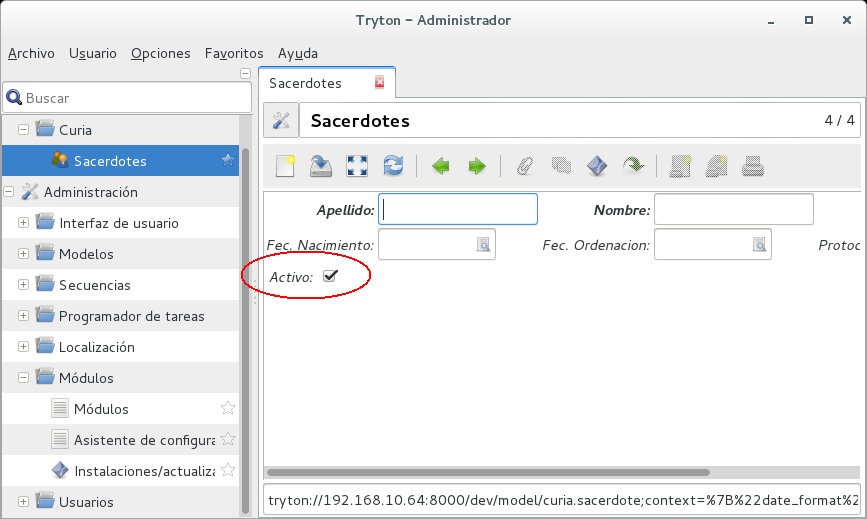 Tryton - Administrador
Archivo Usuario Opciones Favoritos Ayuda
Buscar
Curia
Sacerdotes
Administración
Interfaz de usuario
Modelos
Secuencias
Programador de tareas
Localización
Módulos
Módulos
Asistente de configura
Instalaciones/actualiza
Usuarios
Sacerdotes
Sacerdotes 4 / 4
Apellido: Nombre:
Fec. Nacimiento: Fec. Ordenacion: Protoc
Activo:
tryton://192.168.10.64:8000/dev/model/curia.sacerdote;context=%7B%22date_format%2